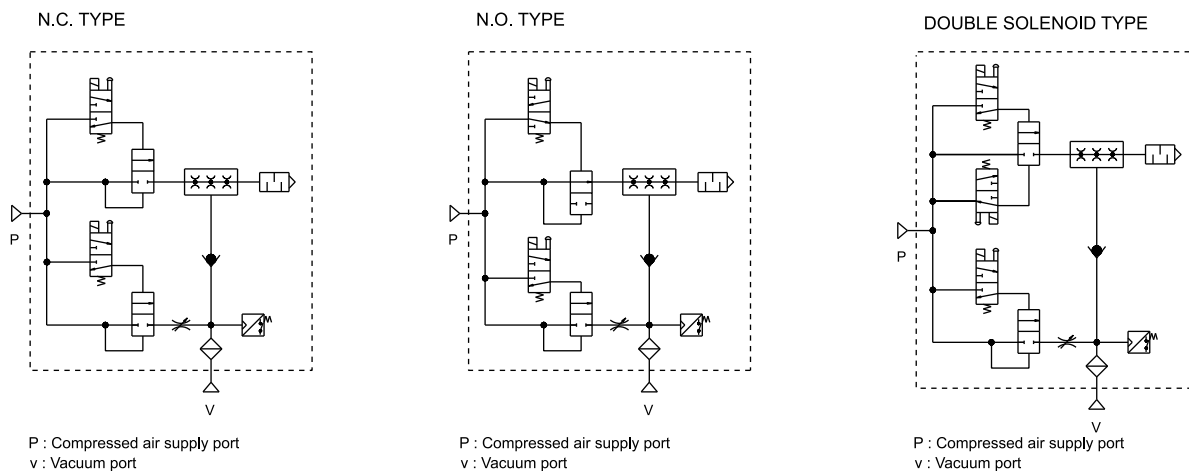 N.C. TYPE
N.O. TYPE
DOUBLE SOLENOID TYPE
P
V
P
V
P
V
P : Compressed air supply port
v : Vacuum port
P : Compressed air supply port
v : Vacuum port
P : Compressed air supply port
v : Vacuum port